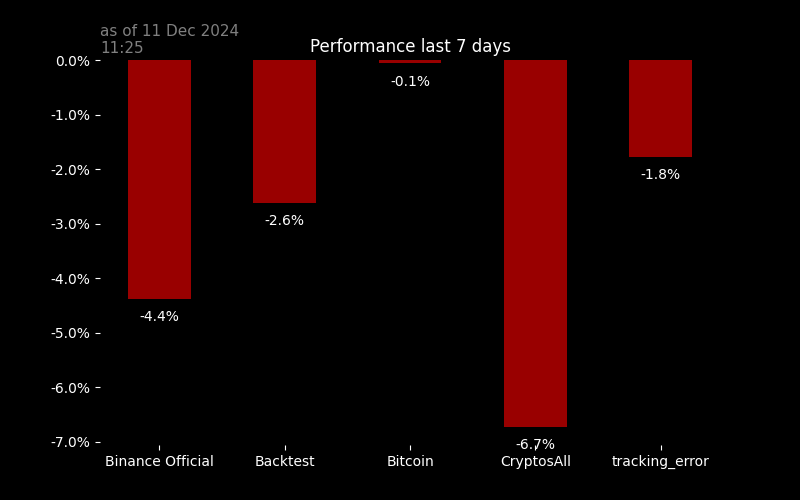 as of 11 Dec 2024
11:25
Performance last 7 days
0.0%
-1.0%
-2.0%
-3.0%
-4.0%
-5.0%
-6.0%
-7.0%
-4.4%
-2.6%
-0.1%
-6.7%
-1.8%
Binance Official
Backtest
Bitcoin
CryptosAll
tracking_error